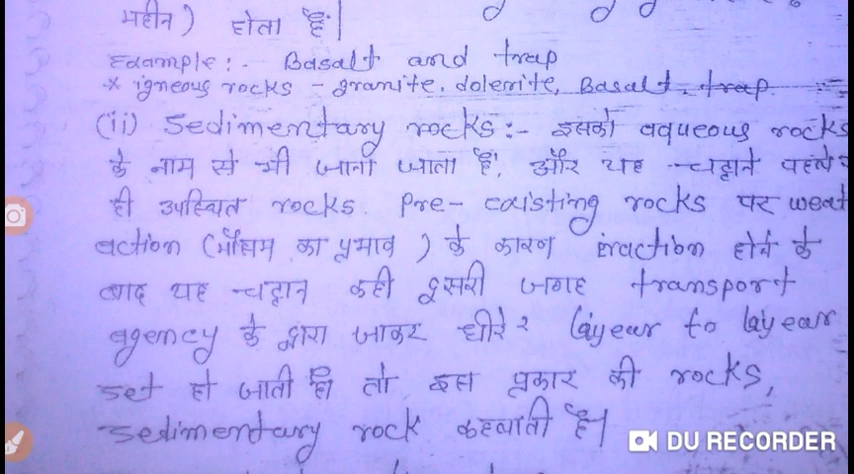 महीन) होता है|
Example:- Basalt and trap
* igneous rocks - granite, dolerite, Basalt, trap
(ii) Sedimentary rocks:- इसको aqueous rocks
के नाम से भी जाना जाता है, और यह चट्टाने पहले
ही उपस्थित rocks Pre-existing rocks पर weat
action (मौसम का प्रभाव) के कारण होने के
बाद यह चट्टान कही दूसरी जगह transport
agency के द्वारा जाकर धीरे२ layear to layear
set हो जाती है तो इस प्रकार की rocks,
sedimentary rock कहलाती है|
DU RECORDER